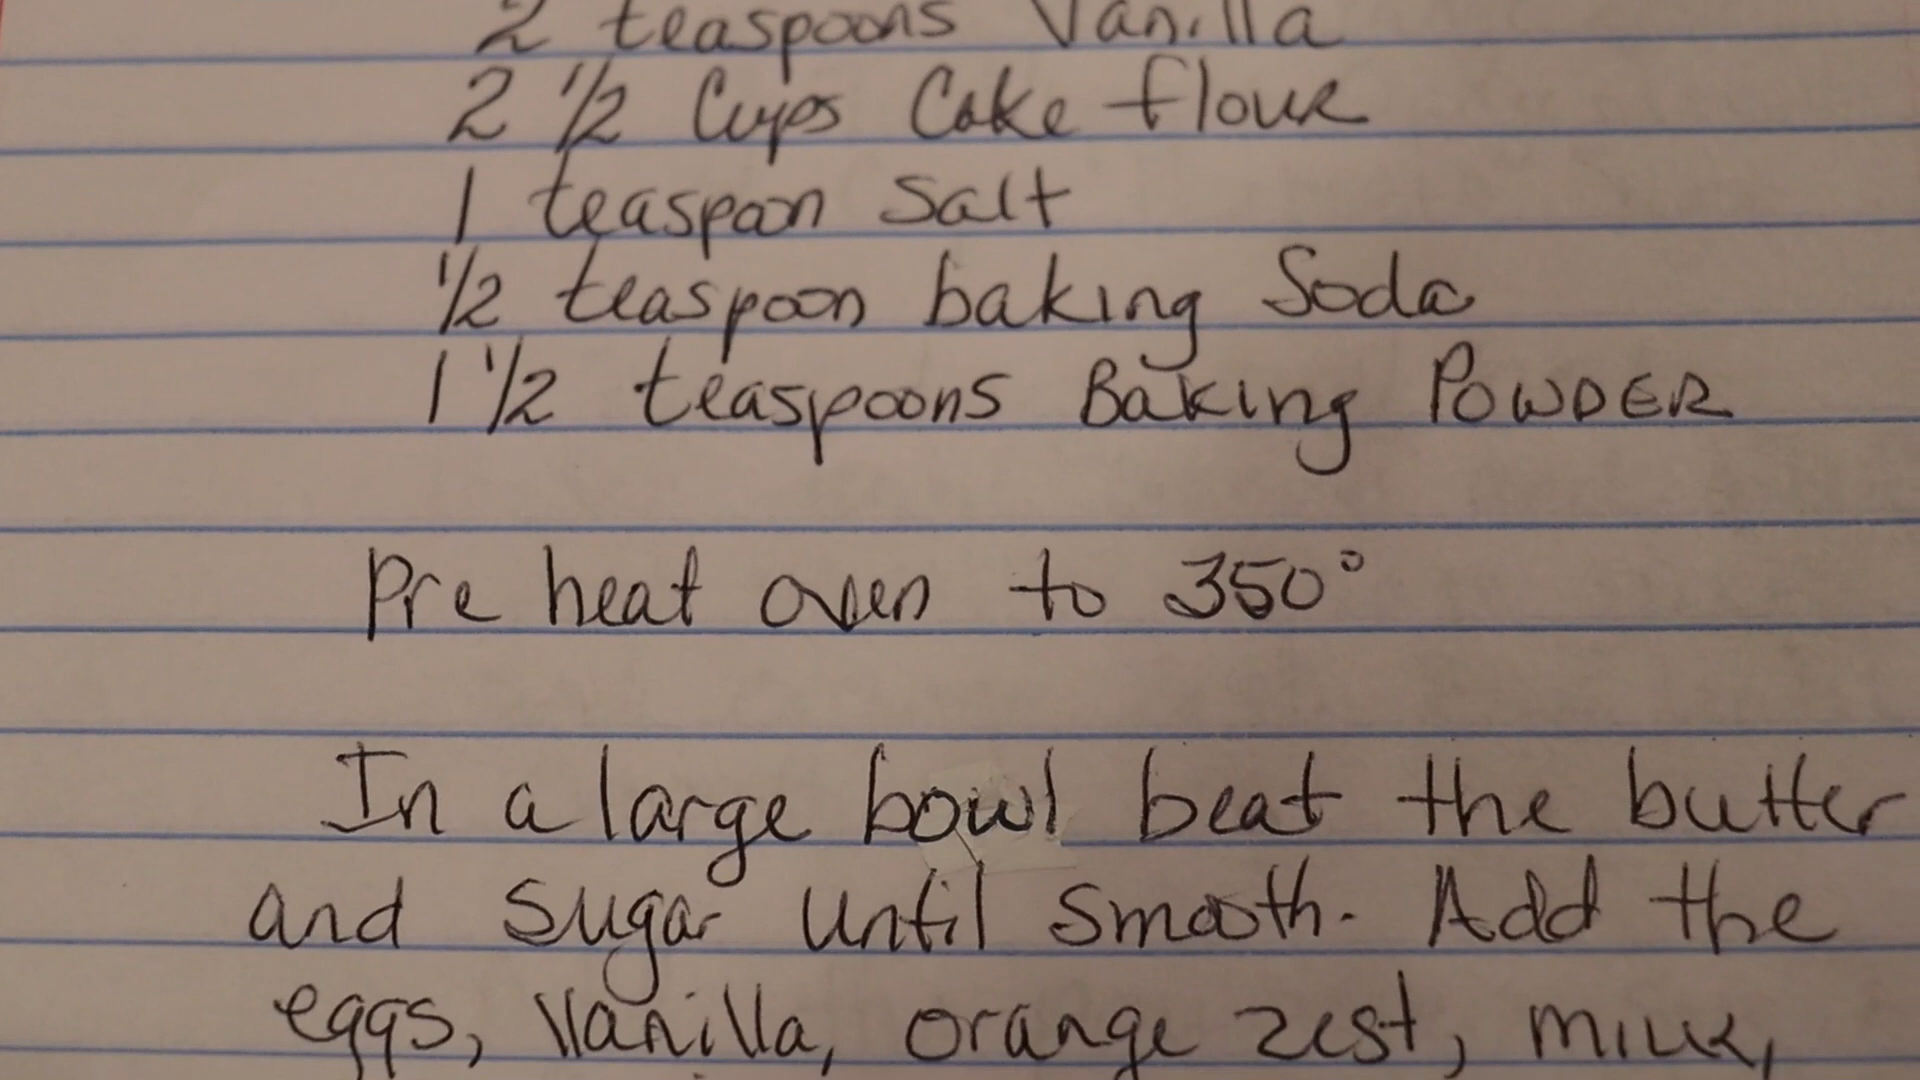 2 teaspoons Vanilla
2 1/2 Cups Cake flour
1 teaspoon Salt
1/2 teaspoon baking Soda
1 1/2 teaspoons Baking POWDER
Pre heat oven to 350°
In a large bowl beat the butter
and sugar until smooth. Add the
eggs, Vanilla, orange zest, milk,